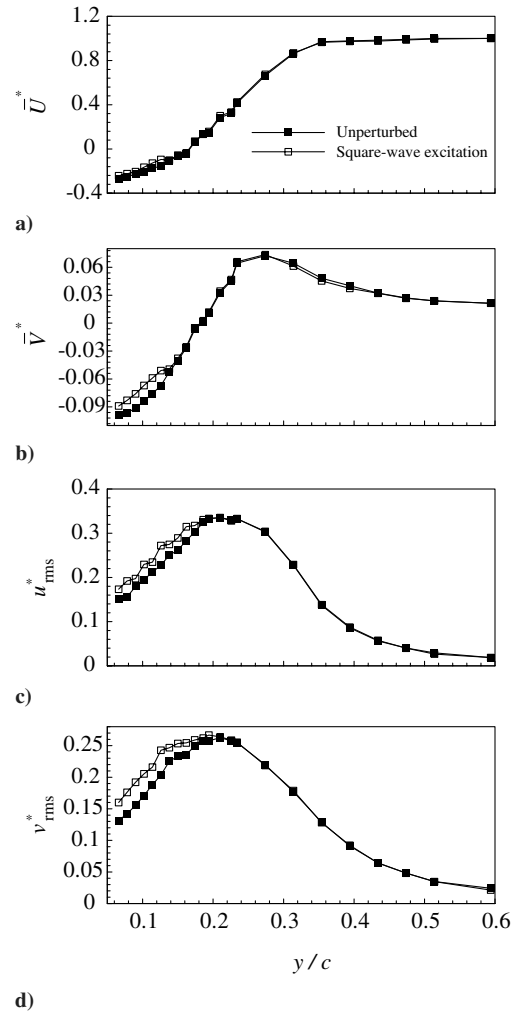 1.2
0.8
0.4
0
-0.4
U̅*
Unperturbed
Square-wave excitation
a)
0.06
0.03
0
-0.03
-0.06
-0.09
V̅*
b)
0.4
0.3
0.2
0.1
0
u*rms
c)
0.25
0.2
0.15
0.1
0.05
0
v*rms
0.1 0.2 0.3 0.4 0.5 0.6
y / c
d)